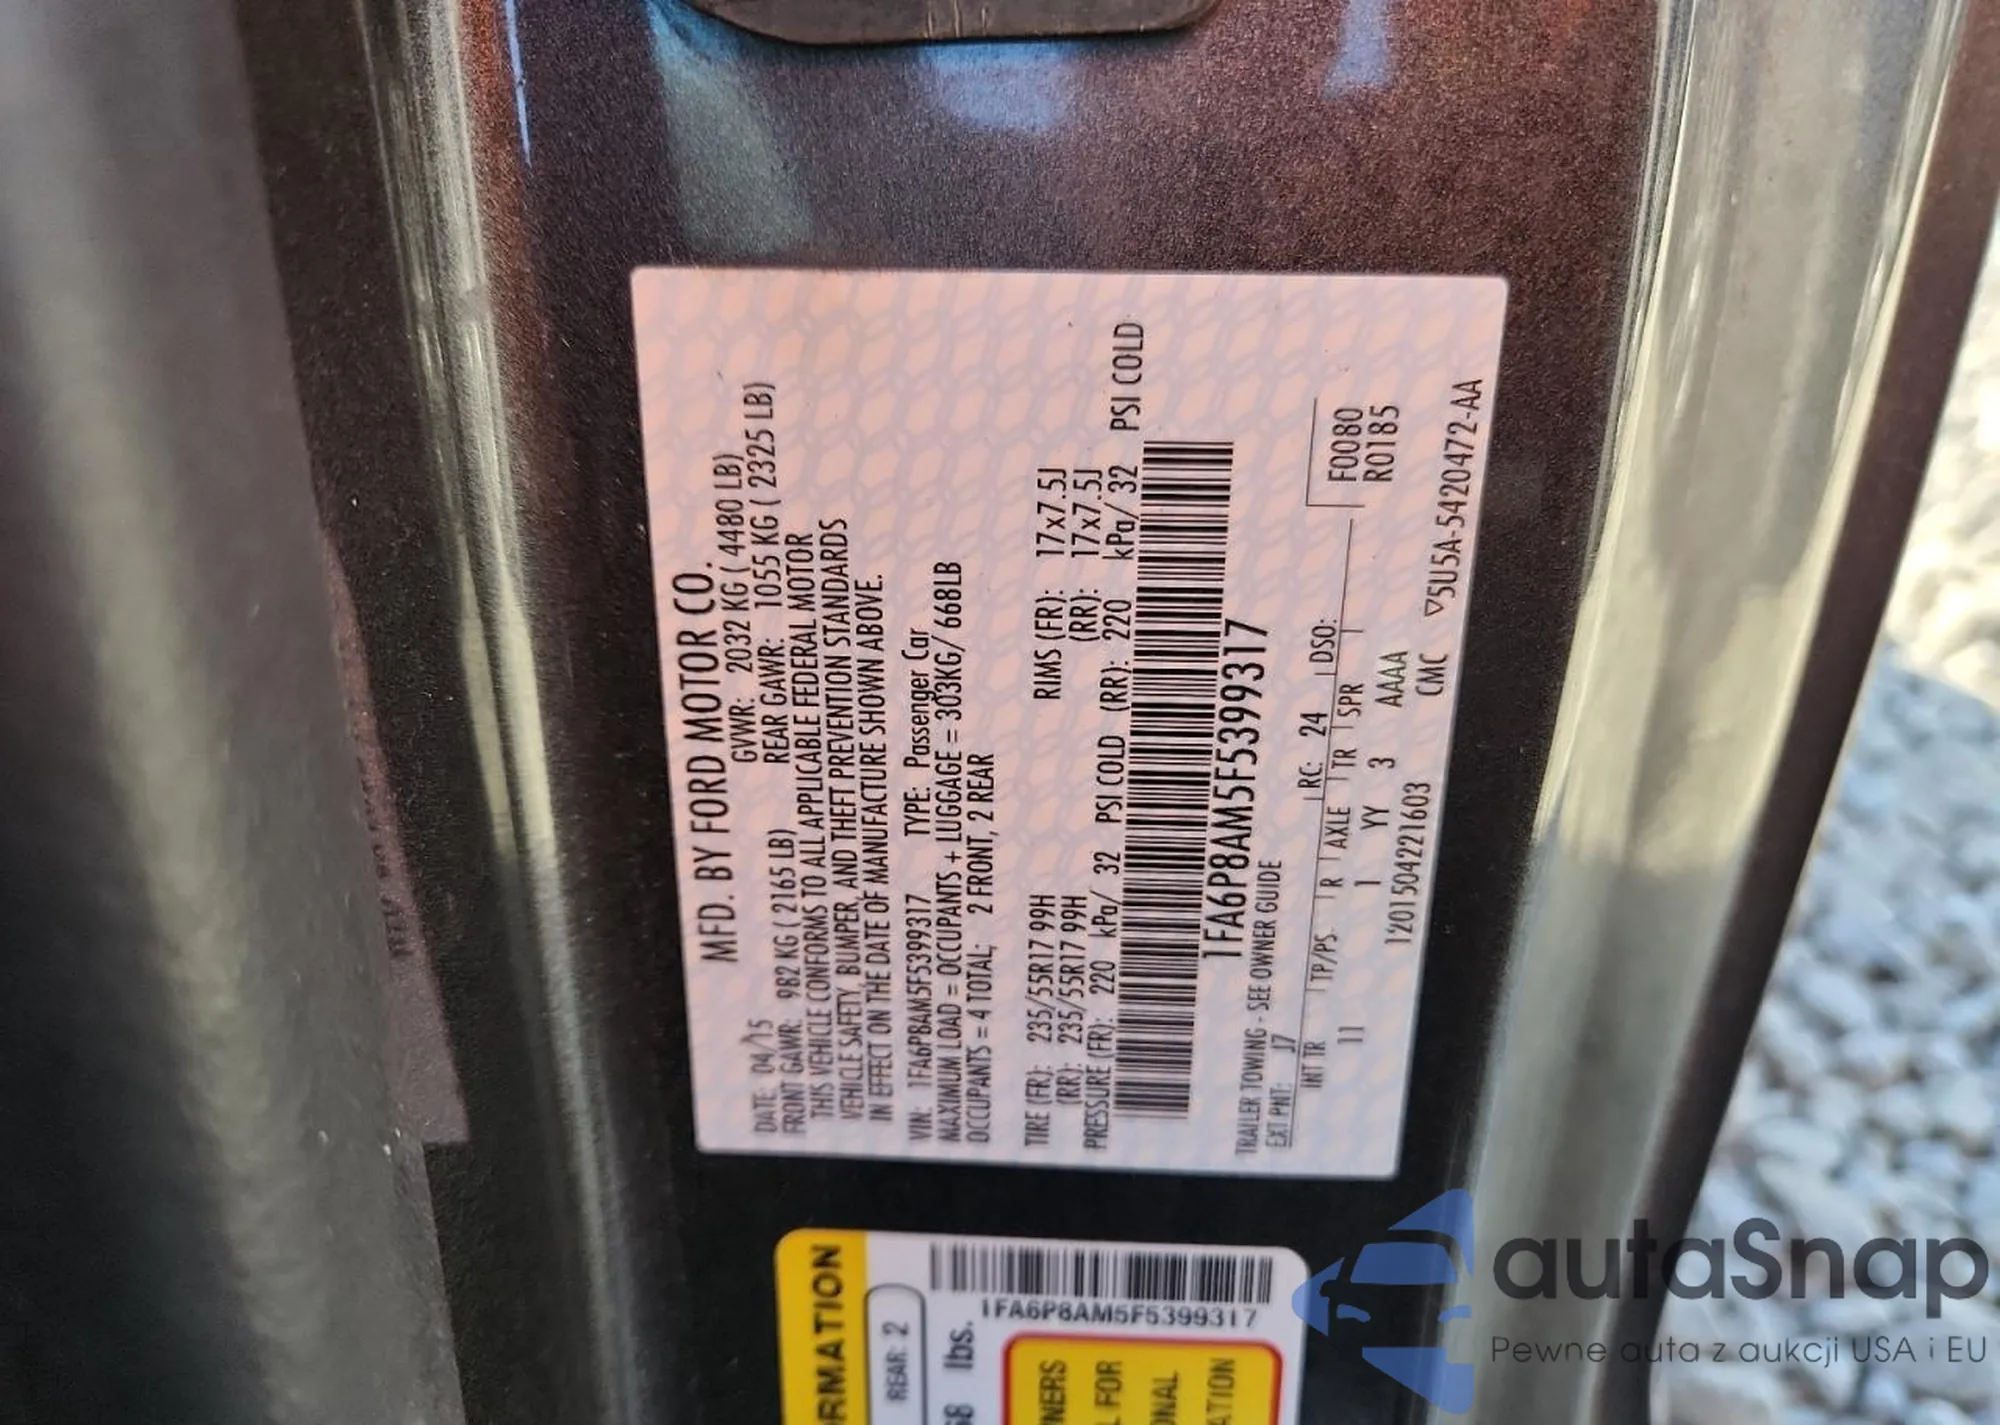 MFD. BY FORD MOTOR CO.
DATE: 04/15 GVWR: 2032 KG ( 4480 LB)
FRONT GAWR: 982 KG ( 2165 LB) REAR GAWR: 1055 KG ( 2325 LB)
THIS VEHICLE CONFORMS TO ALL APPLICABLE FEDERAL MOTOR
VEHICLE SAFETY, BUMPER, AND THEFT PREVENTION STANDARDS
IN EFFECT ON THE DATE OF MANUFACTURE SHOWN ABOVE.
VIN: 1FA6P8AM5F5399317 TYPE: Passenger Car
MAXIMUM LOAD = OCCUPANTS + LUGGAGE = 303KG/ 668LB
OCCUPANTS = 4 TOTAL; 2 FRONT, 2 REAR
TIRE (FR): 235/55R17 99H RIMS (FR): 17x7.5J
(RR): 235/55R17 99H (RR): 17x7.5J
PRESSURE (FR): 220 kPa/ 32 PSI COLD (RR): 220 kPa/ 32 PSI COLD
1FA6P8AM5F5399317
TRAILER TOWING - SEE OWNER GUIDE
EXT PNT: J7 RC: 24 DSO: F0080
INT TR TP/PS R AXLE TR SPR R0185
11 1 YY 3 AAAA
1201504221603 CMC ▽5U5A-5420472-AA
ORMATION
REAR: 2
1FA6P8AM5F5399317
68 lbs.
NERS
L FOR
ONAL
ATION
autaSnap
Pewne auta z aukcji USA i EU